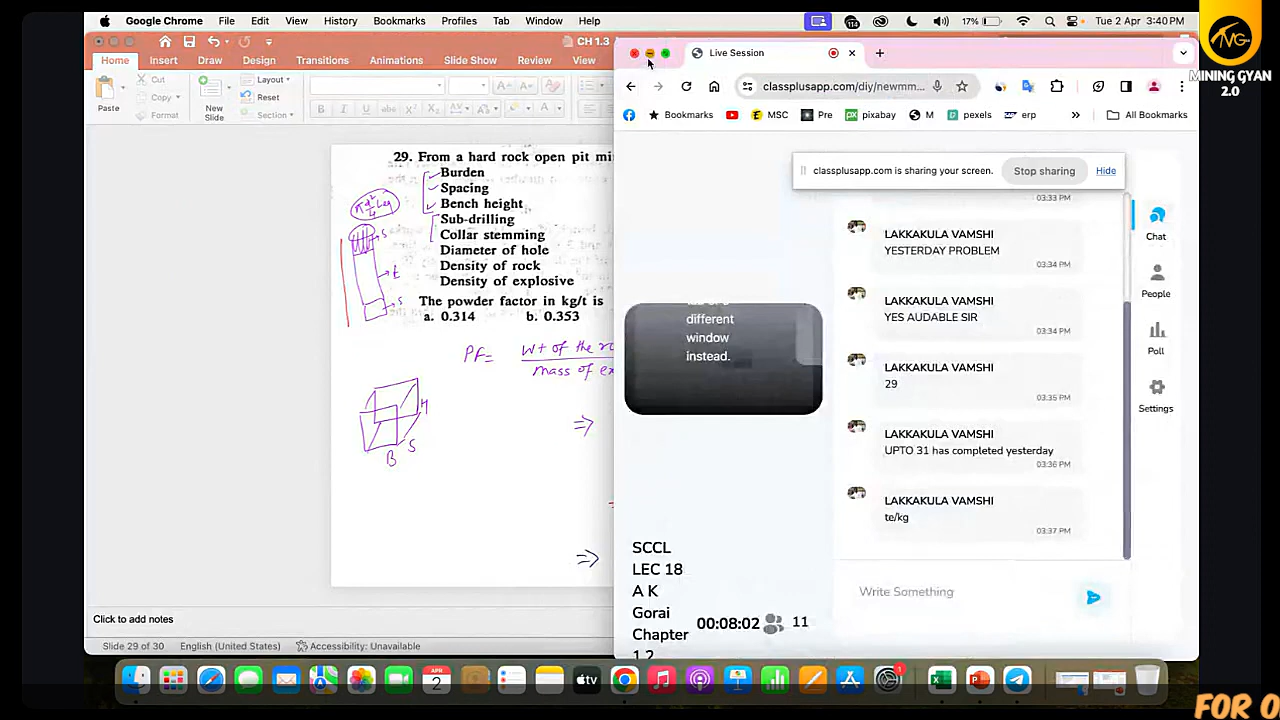 Google Chrome File Edit View History Bookmarks Profiles Tab Window Help
17% Tue 2 Apr 3:40PM
MINING GYAN
2.0
CH 1.3
Home Insert Draw Design Transitions Animations Slide Show Review View
Paste
Cut
Copy
Format
New
Slide
Layout
Reset
Section
Live Session
classplusapp.com/diy/newmm...
Bookmarks MSC Pre pixabay M pexels erp All Bookmarks
classplusapp.com is sharing your screen. Stop sharing Hide
29. From a hard rock open pit mi
Burden
Spacing
Bench height
Sub-drilling
Collar stemming
Diameter of hole
Density of rock
Density of explosive
The powder factor in kg/t is
a. 0.314 b. 0.353
PF= wt of the ro
mass of ex
⇒
H
B S
⇒
different
window
instead.
03:33 PM
LAKKAKULA VAMSHI
YESTERDAY PROBLEM
03:34 PM
LAKKAKULA VAMSHI
YES AUDABLE SIR
03:34 PM
LAKKAKULA VAMSHI
29
03:35 PM
LAKKAKULA VAMSHI
UPTO 31 has completed yesterday
03:36 PM
LAKKAKULA VAMSHI
te/kg
03:37 PM
Chat
People
Poll
Settings
Write Something
SCCL
LEC 18
A K
Gorai
Chapter
1.2
00:08:02 11
Click to add notes
Slide 29 of 30 English (United States) Accessibility: Unavailable
APR
2
tv
1
FOR O